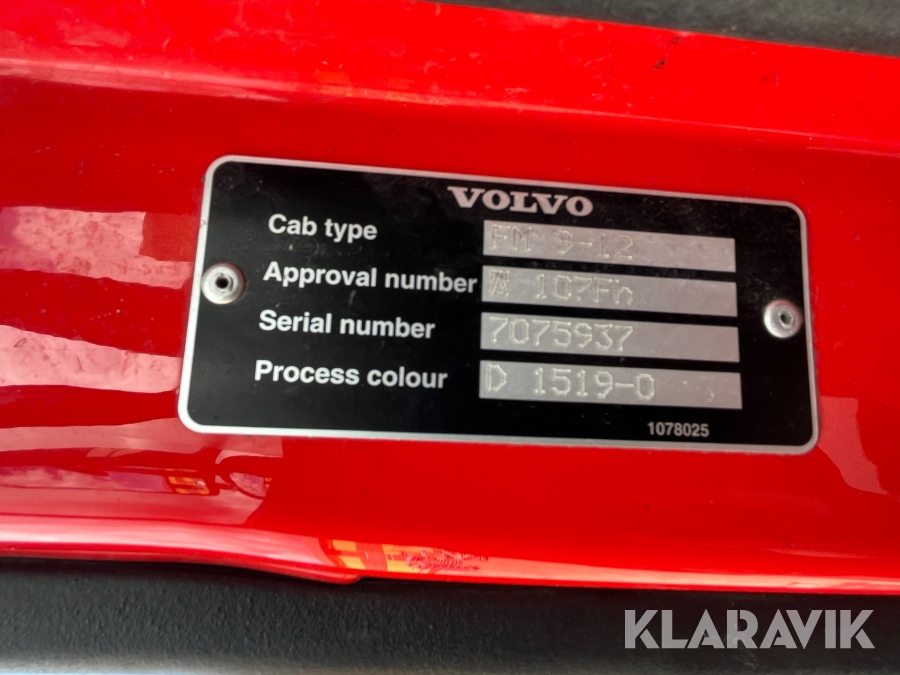 VOLVO
Cab type FM 9-12
Approval number 107Fh
Serial number 7075937
Process colour D 1519-0
1078025
KLARAVIK